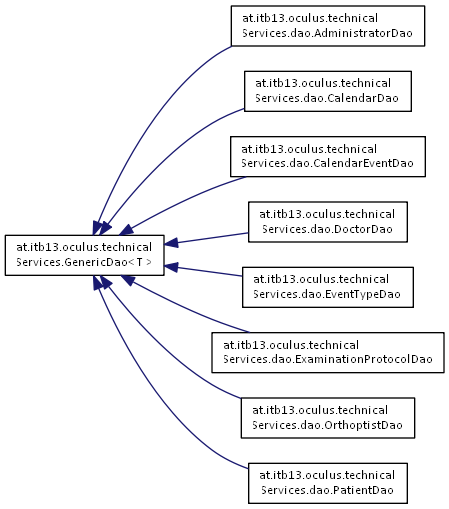 at.itb13.oculus.technical
Services.dao.AdministratorDao
at.itb13.oculus.technical
Services.dao.CalendarDao
at.itb13.oculus.technical
Services.dao.CalendarEventDao
at.itb13.oculus.technical
Services.dao.DoctorDao
at.itb13.oculus.technical
Services.GenericDao< T >
at.itb13.oculus.technical
Services.dao.EventTypeDao
at.itb13.oculus.technical
Services.dao.ExaminationProtocolDao
at.itb13.oculus.technical
Services.dao.OrthoptistDao
at.itb13.oculus.technical
Services.dao.PatientDao